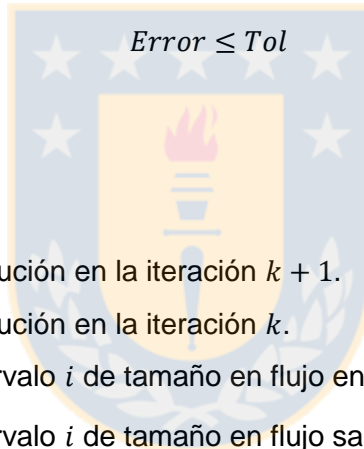 Error ≤ Tol
ución en la iteración k + 1.
ución en la iteración k.
rvalo i de tamaño en flujo en
rvalo i de tamaño en flujo sa